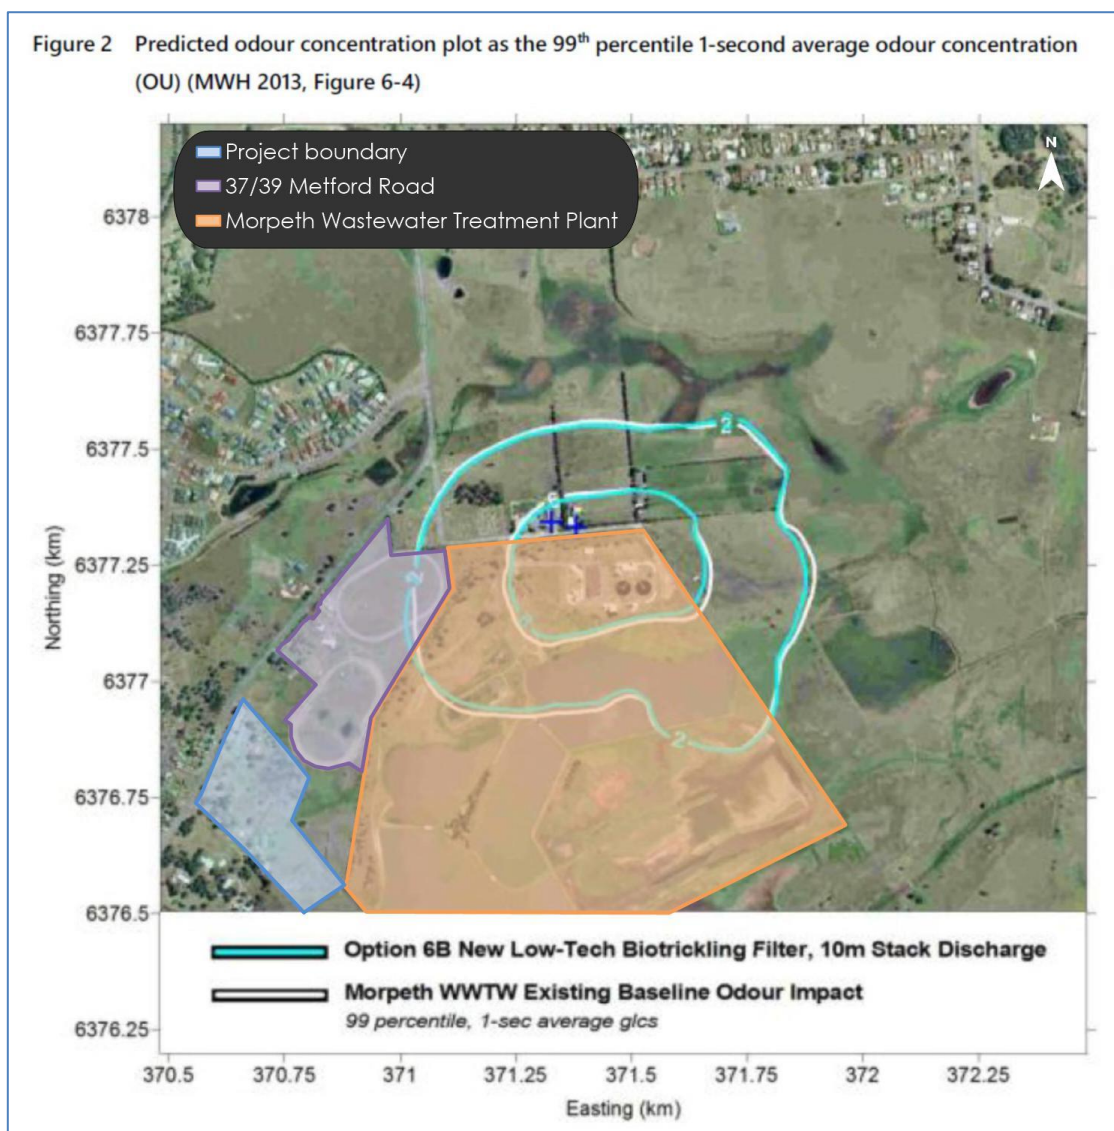 Figure 2 Predicted odour concentration plot as the 99th percentile 1-second average odour concentration
(OU) (MWH 2013, Figure 6-4)
Project boundary
37/39 Metford Road
Morpeth Wastewater Treatment Plant
N
6378
6377.75
6377.5
6377.25
6377
6376.75
6376.5
6376.25
Northing (km)
2
2
2
Option 6B New Low-Tech Biotrickling Filter, 10m Stack Discharge
Morpeth WWTW Existing Baseline Odour Impact
99 percentile, 1-sec average glcs
370.5 370.75 371 371.25 371.5 371.75 372 372.25
Easting (km)